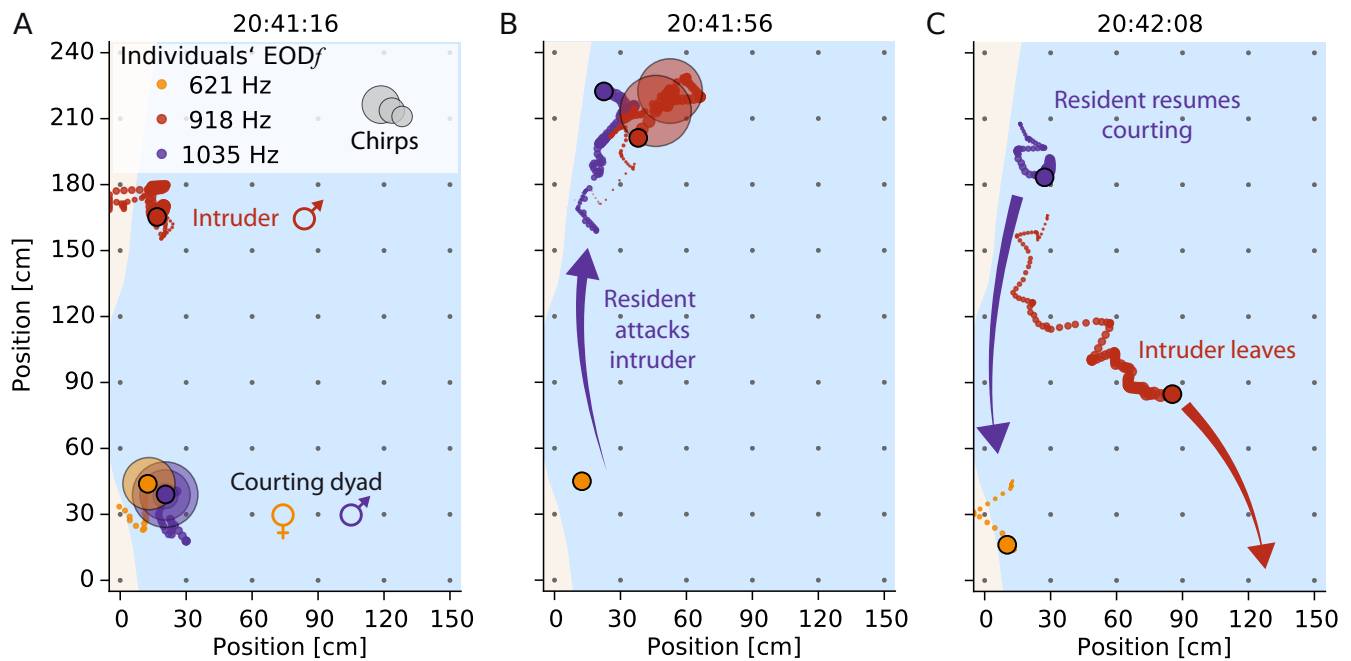 A
20:41:16
Individuals‘ EODf
621 Hz
918 Hz
1035 Hz
Chirps
Intruder
Courting dyad
240
210
180
150
120
90
60
30
0
Position [cm]
0 30 60 90 120 150
Position [cm]
B
20:41:56
Resident
attacks
intruder
0 30 60 90 120 150
Position [cm]
C
20:42:08
Resident resumes
courting
Intruder leaves
0 30 60 90 120 150
Position [cm]